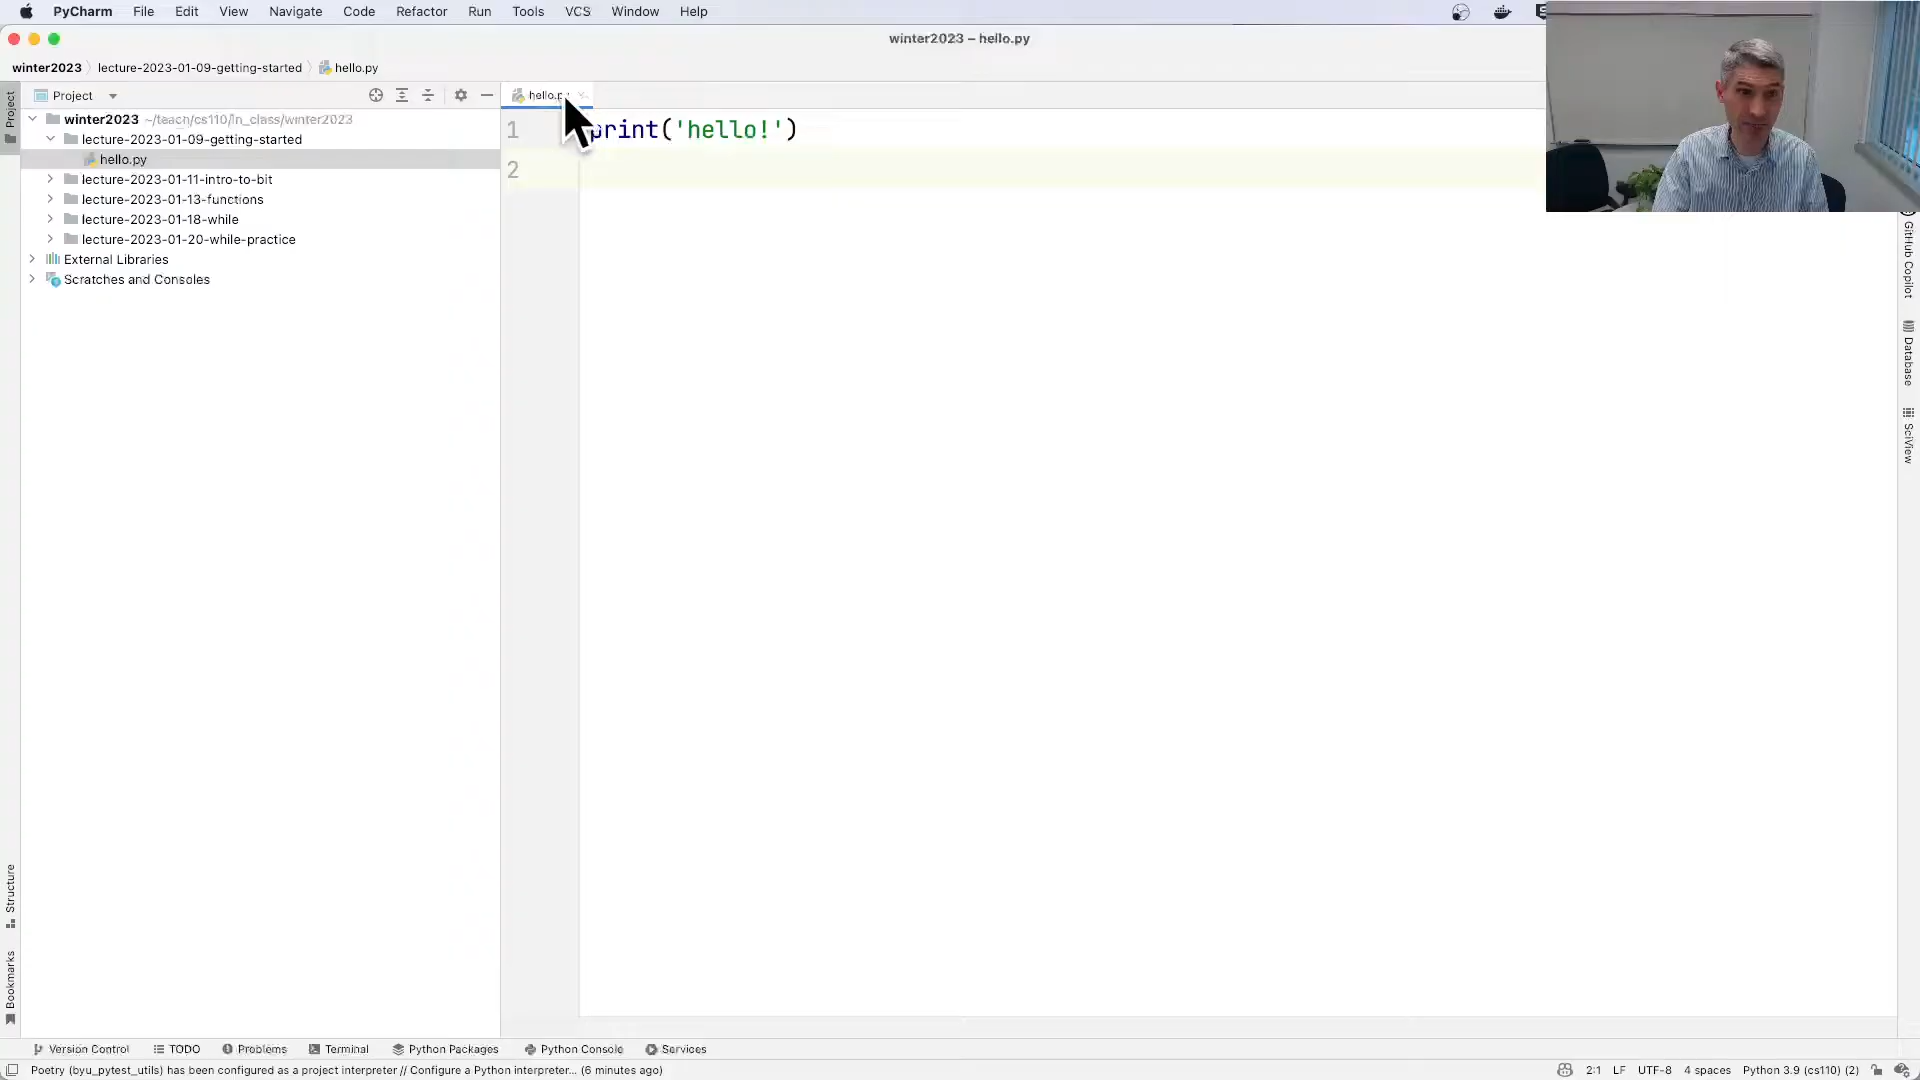 PyCharm File Edit View Navigate Code Refactor Run Tools VCS Window Help
winter2023 – hello.py
winter2023 lecture-2023-01-09-getting-started hello.py
Project
Project
hello.p
winter2023 ~/teach/cs110/in_class/winter2023
lecture-2023-01-09-getting-started
hello.py
lecture-2023-01-11-intro-to-bit
lecture-2023-01-13-functions
lecture-2023-01-18-while
lecture-2023-01-20-while-practice
External Libraries
Scratches and Consoles
1 print('hello!')
2
GitHub Copilot
Database
SciView
Structure
Bookmarks
Version Control TODO Problems Terminal Python Packages Python Console Services
Poetry (byu_pytest_utils) has been configured as a project interpreter // Configure a Python interpreter... (6 minutes ago) 2:1 LF UTF-8 4 spaces Python 3.9 (cs110) (2)